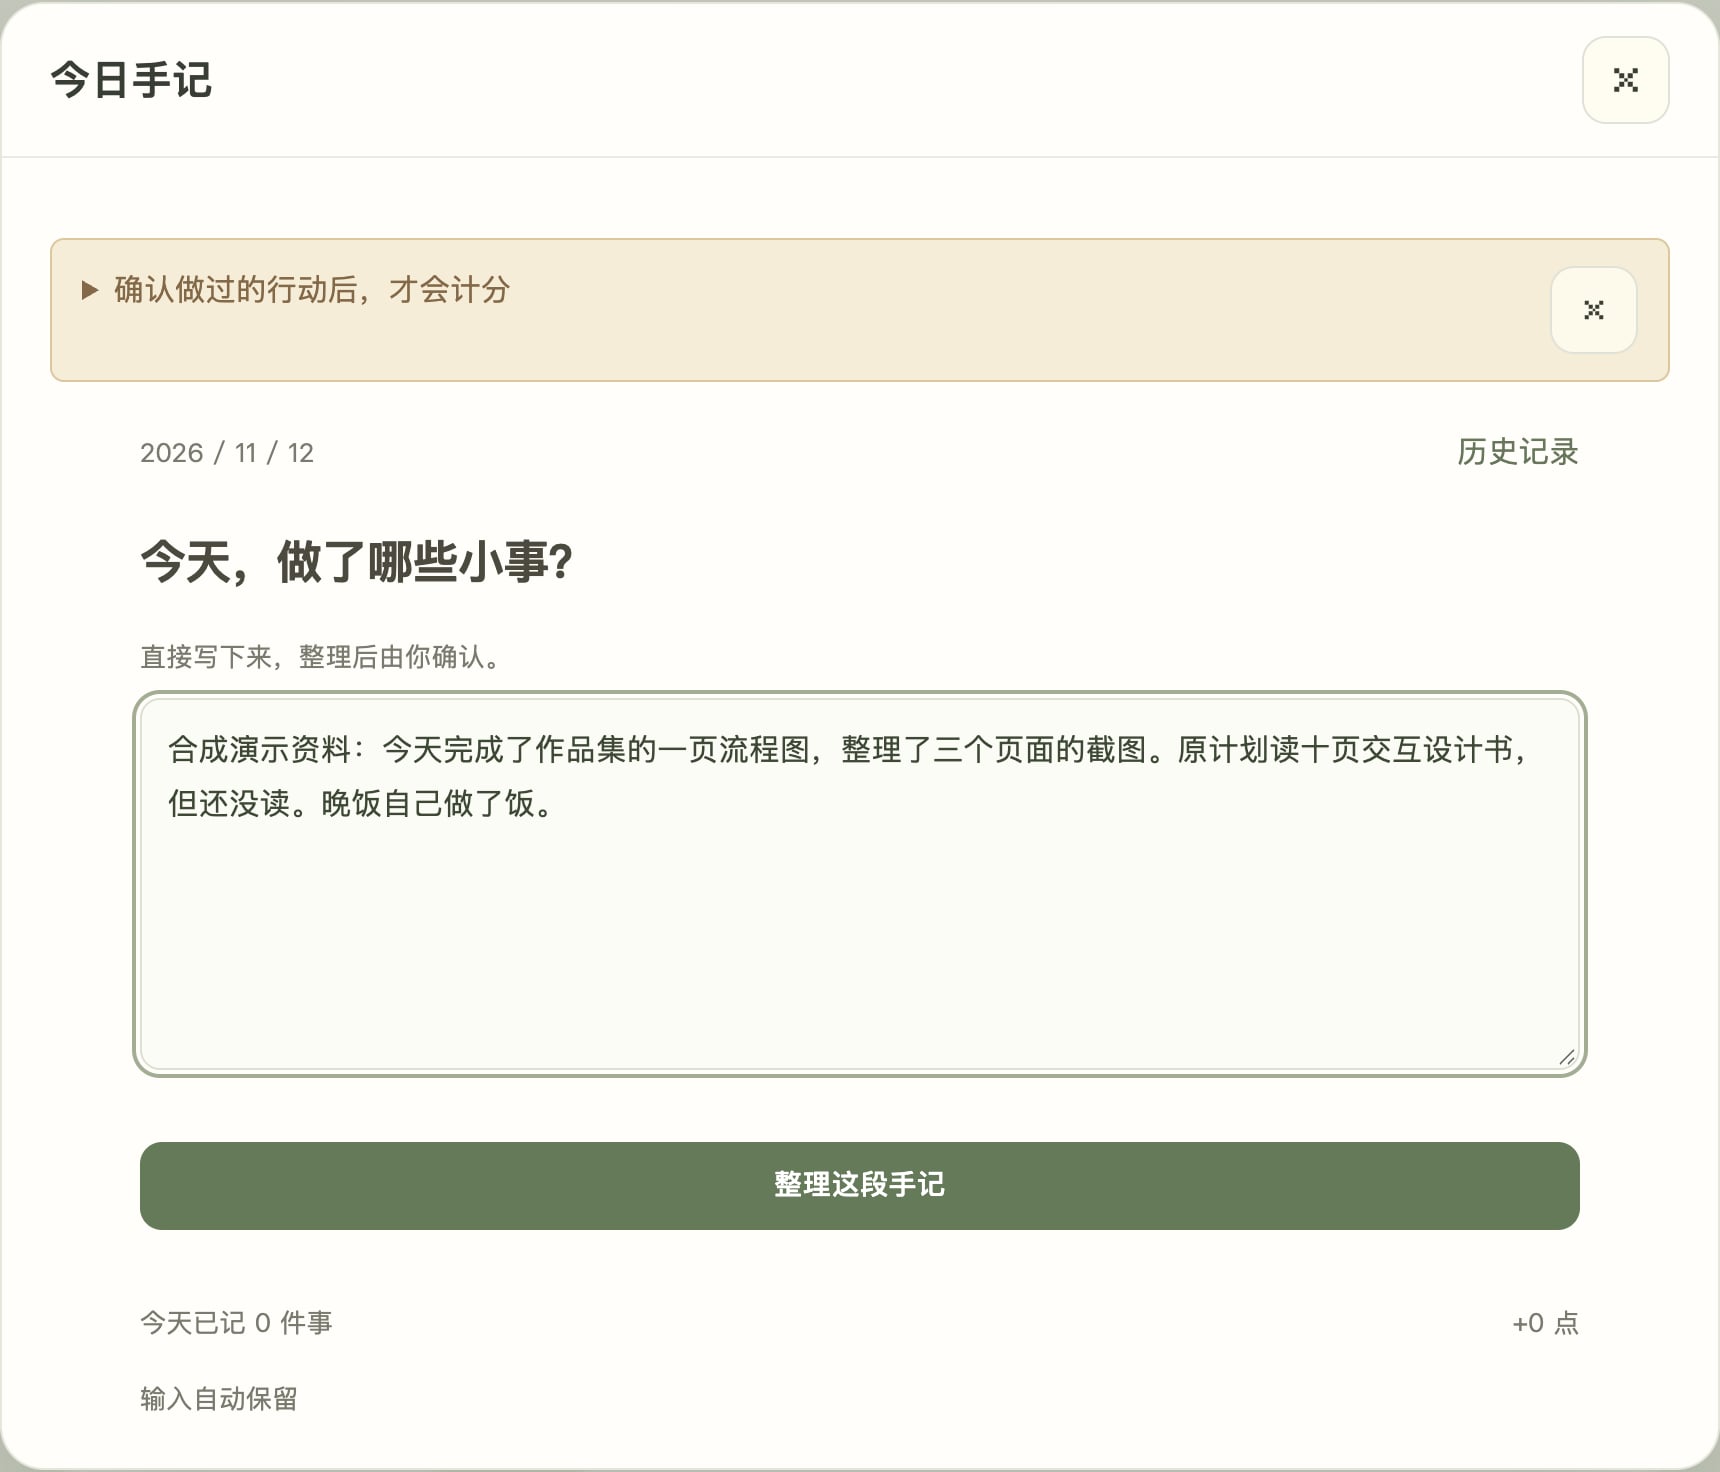 今日手记
确认做过的行动后，才会计分
2026 / 11 / 12
历史记录
今天，做了哪些小事？
直接写下来，整理后由你确认。
合成演示资料：今天完成了作品集的一页流程图，整理了三个页面的截图。原计划读十页交互设计书，
但还没读。晚饭自己做了饭。
整理这段手记
今天已记 0 件事
+0 点
输入自动保留